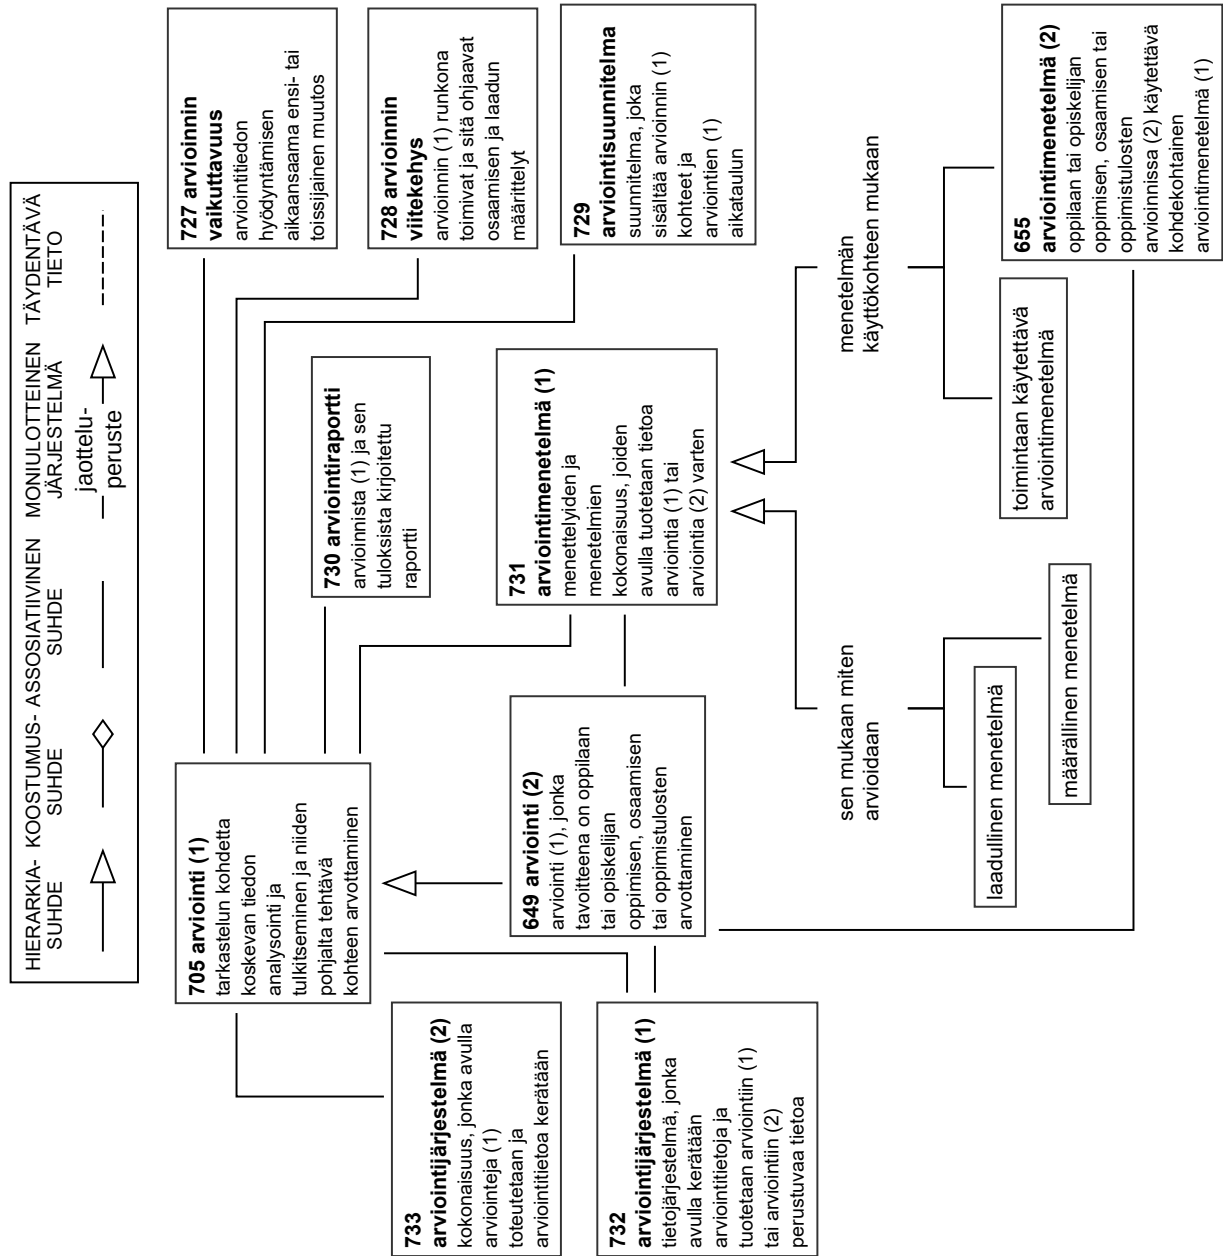 HIERARKIA-
SUHDE
KOOSTUMUS-
SUHDE
ASSOSIATIIVINEN
SUHDE
MONIULOTTEINEN
JÄRJESTELMÄ
jaottelu-
peruste
TÄYDENTÄVÄ
TIETO
705 arviointi (1)
tarkastelun kohdetta
koskevan tiedon
analysointi ja
tulkitseminen ja niiden
pohjalta tehtävä
kohteen arvottaminen
727 arvioinnin
vaikuttavuus
arviointitiedon
hyödyntämisen
aikaansaama ensi- tai
toissijainen muutos
728 arvioinnin
viitekehys
arvioinnin (1) runkona
toimivat ja sitä ohjaavat
osaamisen ja laadun
määrittelyt
729
arviointisuunnitelma
suunnitelma, joka
sisältää arvioinnin (1)
kohteet ja
arviointien (1)
aikataulun
730 arviointiraportti
arvioinnista (1) ja sen
tuloksista kirjoitettu
raportti
733
arviointijärjestelmä (2)
kokonaisuus, jonka avulla
arviointeja (1)
toteutetaan ja
arviointitietoa kerätään
732
arviointijärjestelmä (1)
tietojärjestelmä, jonka
avulla kerätään
arviointitietoja ja
tuotetaan arviointiin (1)
tai arviointiin (2)
perustuvaa tietoa
649 arviointi (2)
arviointi (1), jonka
tavoitteena on oppilaan
tai opiskelijan
oppimisen, osaamisen
tai oppimistulosten
arvottaminen
731
arviointimenetelmä (1)
menettelyiden ja
menetelmien
kokonaisuus, joiden
avulla tuotetaan tietoa
arviointia (1) tai
arviointia (2) varten
sen mukaan miten
arvioidaan
menetelmän
käyttökohteen mukaan
laadullinen menetelmä
määrällinen menetelmä
toimintaan käytettävä
arviointimenetelmä
655
arviointimenetelmä (2)
oppilaan tai opiskelijan
oppimisen, osaamisen tai
oppimistulosten
arvioinnissa (2) käytettävä
kohdekohtainen
arviointimenetelmä (1)